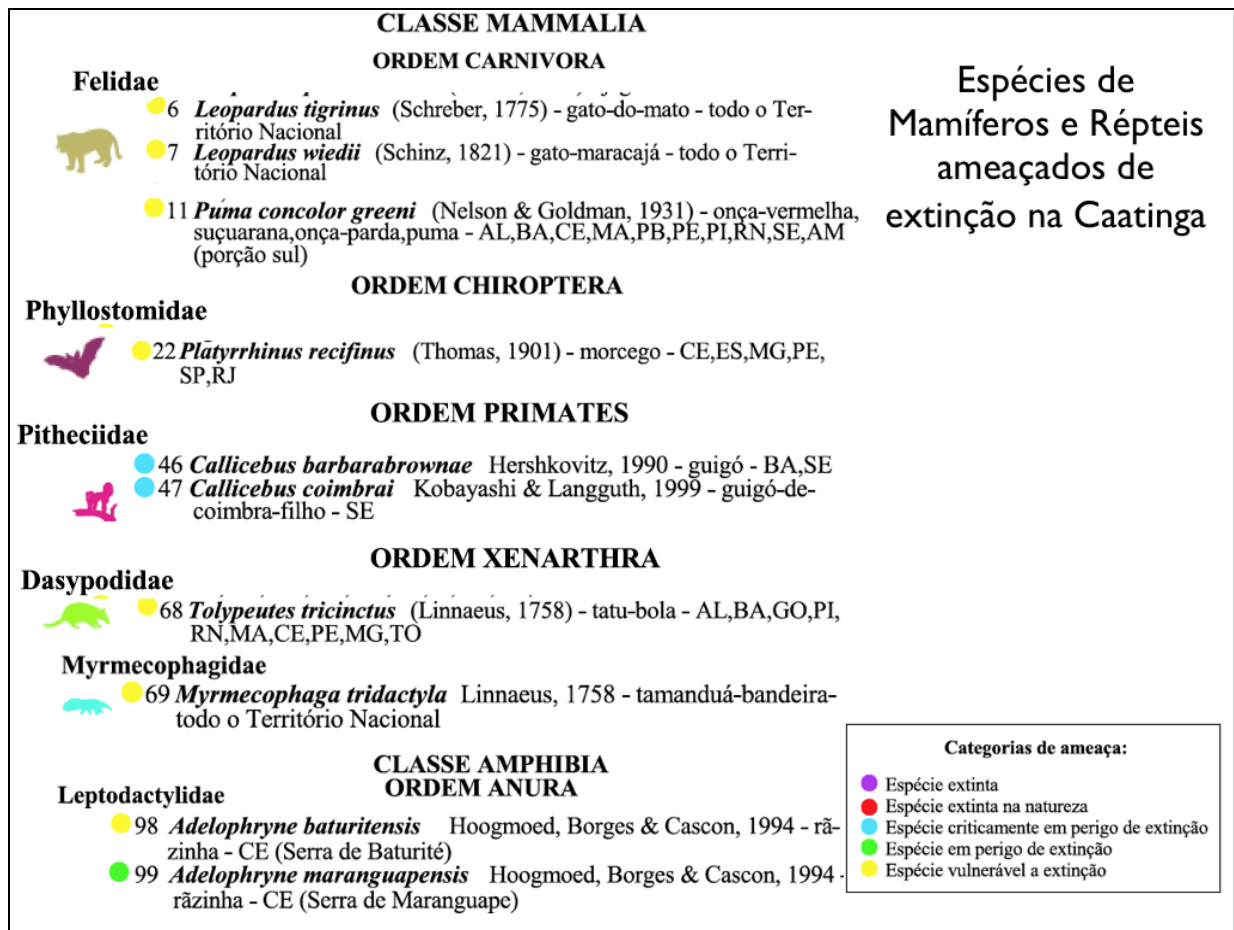 CLASSE MAMMALIA
ORDEM CARNIVORA
Felidae
6 Leopardus tigrinus (Schreber, 1775) - gato-do-mato - todo o Ter-
ritório Nacional
7 Leopardus wiedii (Schinz, 1821) - gato-maracajá - todo o Terri-
tório Nacional
11 Puma concolor greeni (Nelson & Goldman, 1931) - onça-vermelha,
suçuarana,onça-parda,puma - AL,BA,CE,MA,PB,PE,PI,RN,SE,AM
(porção sul)
Espécies de
Mamíferos e Répteis
ameaçados de
extinção na Caatinga
ORDEM CHIROPTERA
Phyllostomidae
22 Platyrrhinus recifinus (Thomas, 1901) - morcego - CE,ES,MG,PE,
SP,RJ
ORDEM PRIMATES
Pitheciidae
46 Callicebus barbarabrownae Hershkovitz, 1990 - guigó - BA,SE
47 Callicebus coimbrai Kobayashi & Langguth, 1999 - guigó-de-
coimbra-filho - SE
ORDEM XENARTHRA
Dasypodidae
68 Tolypeutes tricinctus (Linnaeus, 1758) - tatu-bola - AL,BA,GO,PI,
RN,MA,CE,PE,MG,TO
Myrmecophagidae
69 Myrmecophaga tridactyla Linnaeus, 1758 - tamanduá-bandeira-
todo o Território Nacional
CLASSE AMPHIBIA
ORDEM ANURA
Leptodactylidae
98 Adelophryne baturitensis Hoogmoed, Borges & Cascon, 1994 - rã-
zinha - CE (Serra de Baturité)
99 Adelophryne maranguapensis Hoogmoed, Borges & Cascon, 1994 -
rãzinha - CE (Serra de Maranguape)
Categorias de ameaça:
Espécie extinta
Espécie extinta na natureza
Espécie criticamente em perigo de extinção
Espécie em perigo de extinção
Espécie vulnerável a extinção